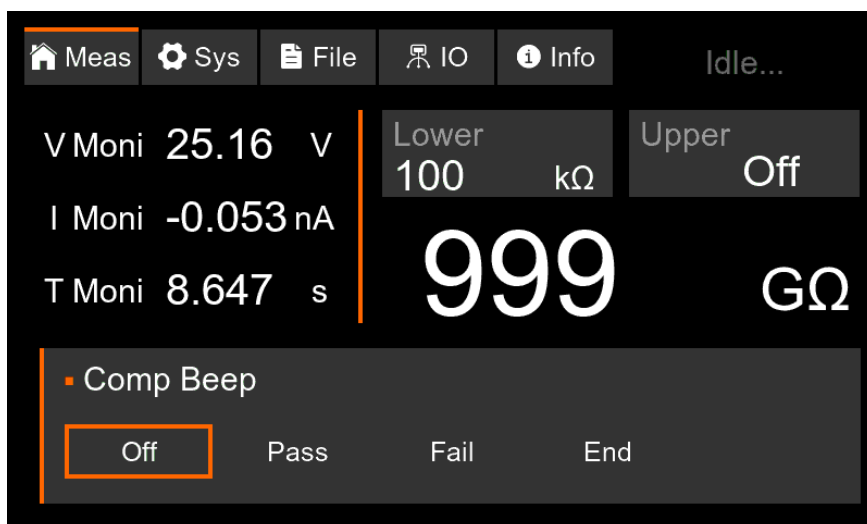 Meas Sys File IO Info Idle...
V Moni 25.16 V
I Moni -0.053 nA
T Moni 8.647 s
Lower
100 kΩ
Upper
Off
999 GΩ
Comp Beep
Off Pass Fail End